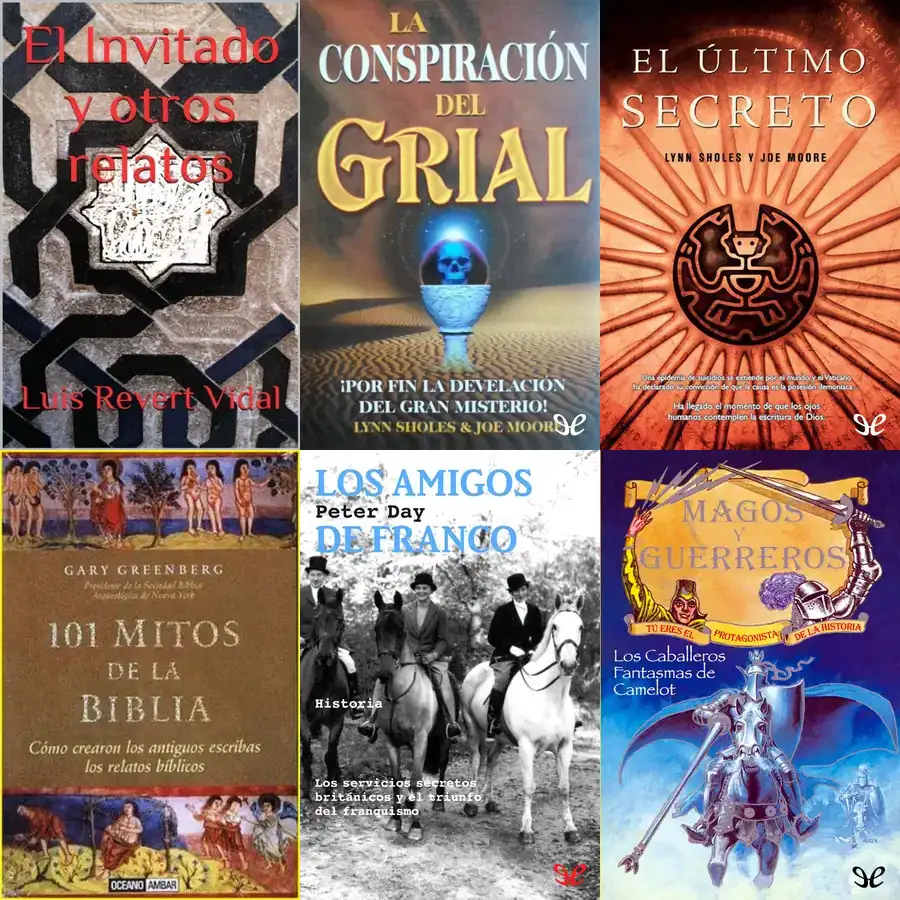 El Invitado
y otros
relatos
Luis Revert Vidal
LA
CONSPIRACIÓN
DEL
GRIAL
¡POR FIN LA DEVELACIÓN
DEL GRAN MISTERIO!
LYNN SHOLES & JOE MOORE
EL ÚLTIMO
SECRETO
LYNN SHOLES Y JOE MOORE
Una epidemia de suicidios se extiende por el mundo, y el Vaticano
ha declarado su convicción de que la causa es la posesión demoníaca.
Ha llegado el momento de que los ojos
humanos contemplen la escritura de Dios.
GARY GREENBERG
Presidente de la Sociedad Bíblica
Arqueológica de Nueva York
101 MITOS
DE LA
BIBLIA
Cómo crearon los antiguos escribas
los relatos bíblicos
OCEANO AMBAR
LOS AMIGOS
Peter Day
DE FRANCO
Historia
Los servicios secretos
británicos y el triunfo
del franquismo
MAGOS
Y
GUERREROS
TÚ ERES EL PROTAGONISTA DE LA HISTORIA
Los Caballeros
Fantasmas de
Camelot